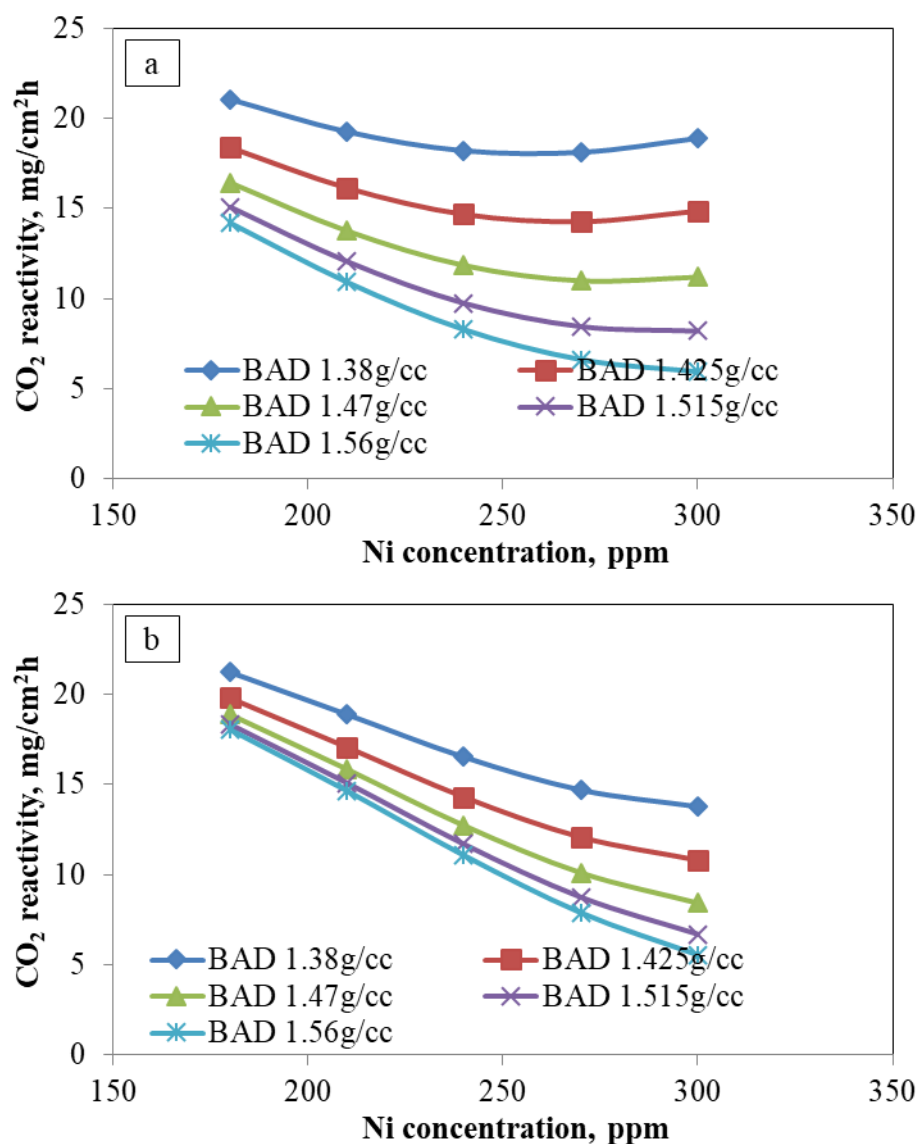 25
a
20
15
10
5
0
CO₂ reactivity, mg/cm²h
BAD 1.38g/cc BAD 1.425g/cc
BAD 1.47g/cc BAD 1.515g/cc
BAD 1.56g/cc
150 200 250 300 350
Ni concentration, ppm
25
b
20
15
10
5
0
CO₂ reactivity, mg/cm²h
BAD 1.38g/cc BAD 1.425g/cc
BAD 1.47g/cc BAD 1.515g/cc
BAD 1.56g/cc
150 200 250 300 350
Ni concentration, ppm